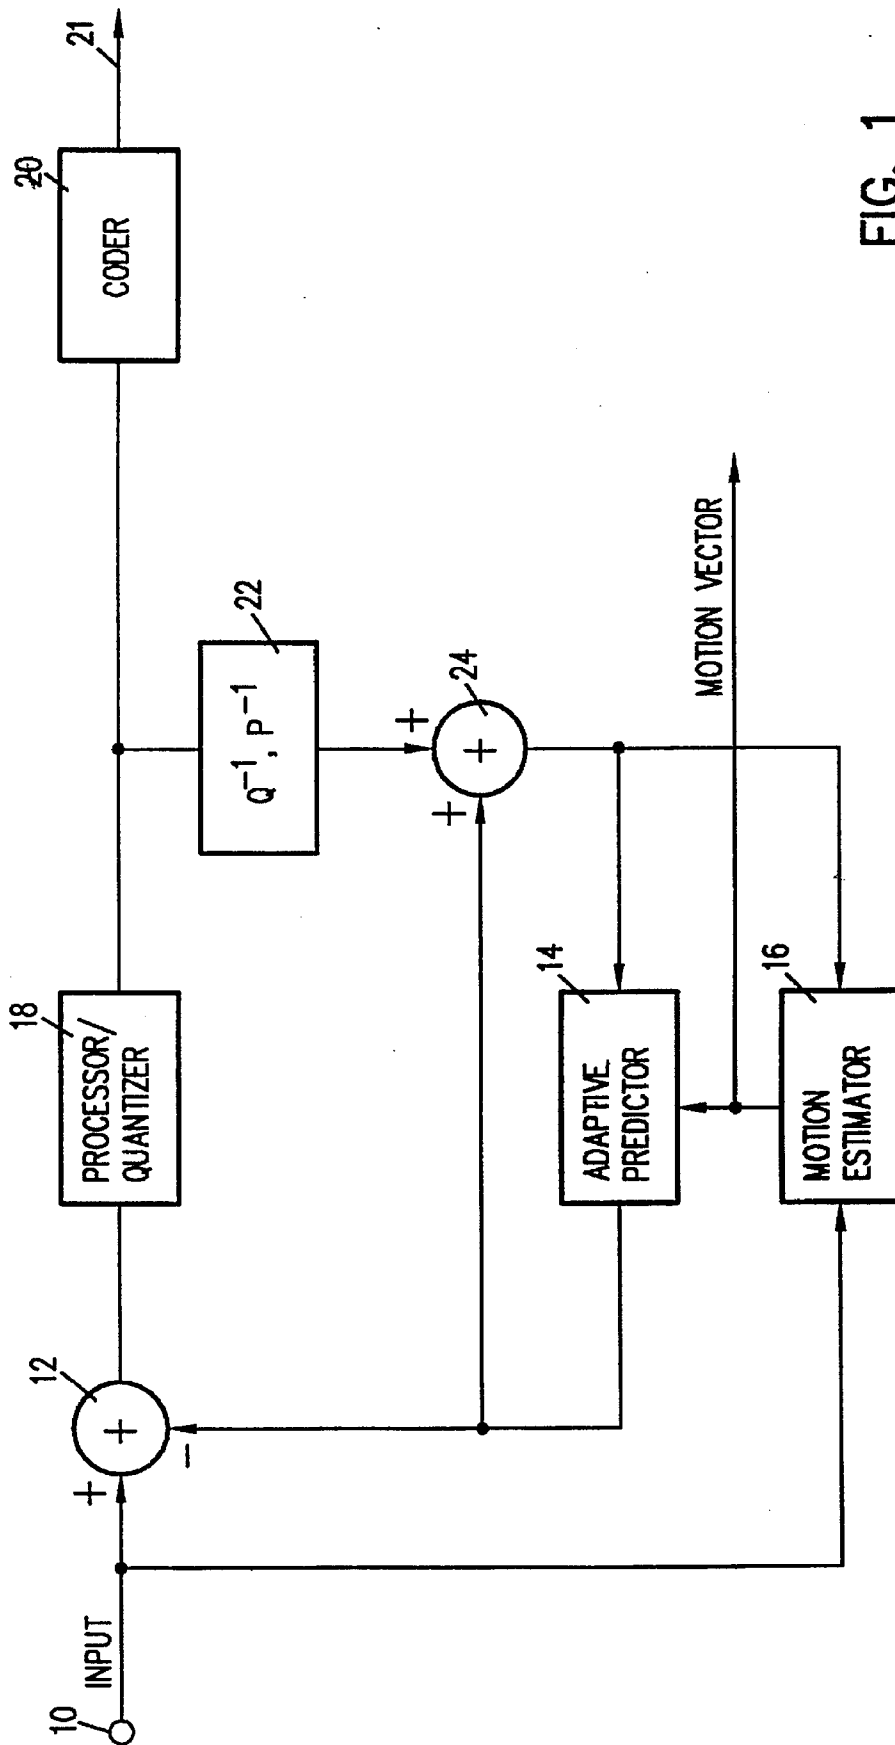 10
INPUT
+
12
+
−
18
PROCESSOR/
QUANTIZER
20
CODER
21
22
Q⁻¹, P⁻¹
+
24
+
+
14
ADAPTIVE
PREDICTOR
16
MOTION
ESTIMATOR
MOTION VECTOR
FIG. 1